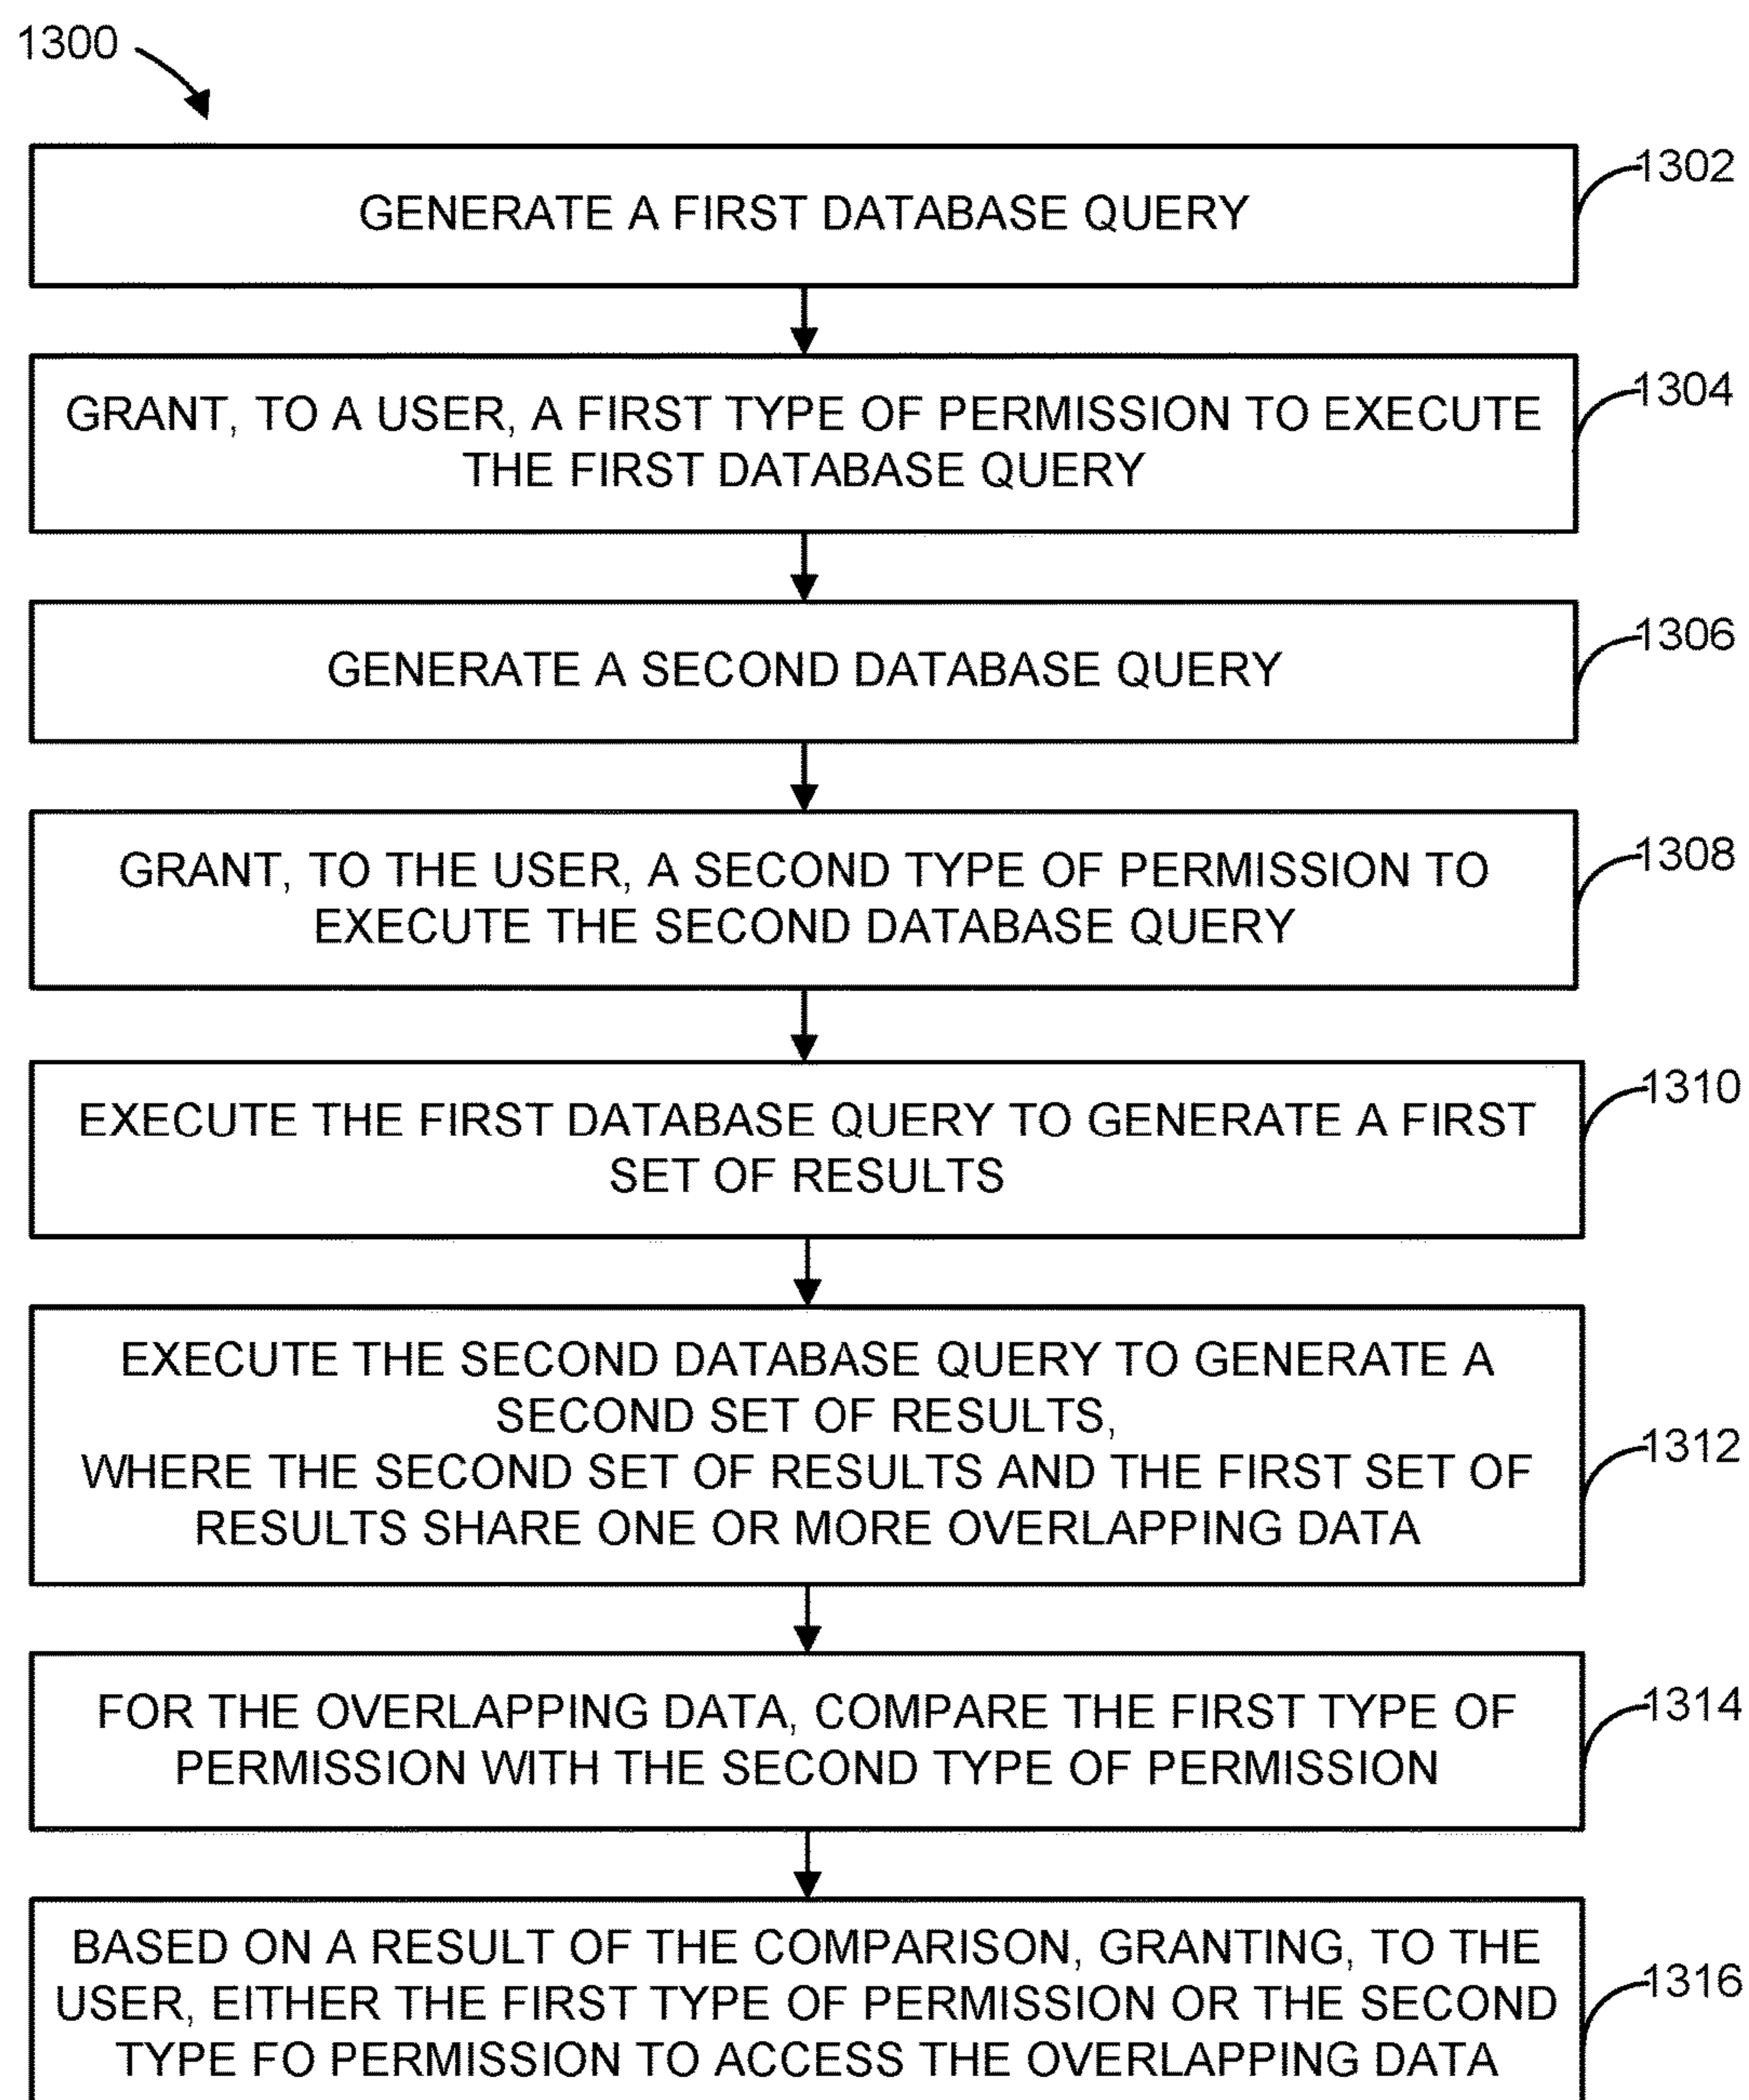 1300
GENERATE A FIRST DATABASE QUERY
1302
GRANT, TO A USER, A FIRST TYPE OF PERMISSION TO EXECUTE
THE FIRST DATABASE QUERY
1304
GENERATE A SECOND DATABASE QUERY
1306
GRANT, TO THE USER, A SECOND TYPE OF PERMISSION TO
EXECUTE THE SECOND DATABASE QUERY
1308
EXECUTE THE FIRST DATABASE QUERY TO GENERATE A FIRST
SET OF RESULTS
1310
EXECUTE THE SECOND DATABASE QUERY TO GENERATE A
SECOND SET OF RESULTS,
WHERE THE SECOND SET OF RESULTS AND THE FIRST SET OF
RESULTS SHARE ONE OR MORE OVERLAPPING DATA
1312
FOR THE OVERLAPPING DATA, COMPARE THE FIRST TYPE OF
PERMISSION WITH THE SECOND TYPE OF PERMISSION
1314
BASED ON A RESULT OF THE COMPARISON, GRANTING, TO THE
USER, EITHER THE FIRST TYPE OF PERMISSION OR THE SECOND
TYPE FO PERMISSION TO ACCESS THE OVERLAPPING DATA
1316